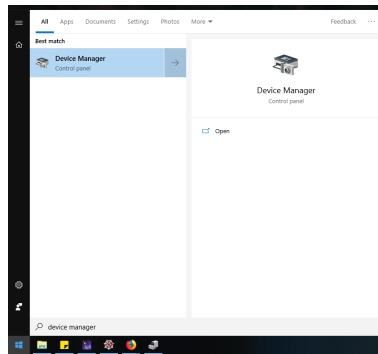 All Apps Documents Settings Photos More Feedback ...
Best match
Device Manager
Control panel
Device Manager
Control panel
Open
device manager